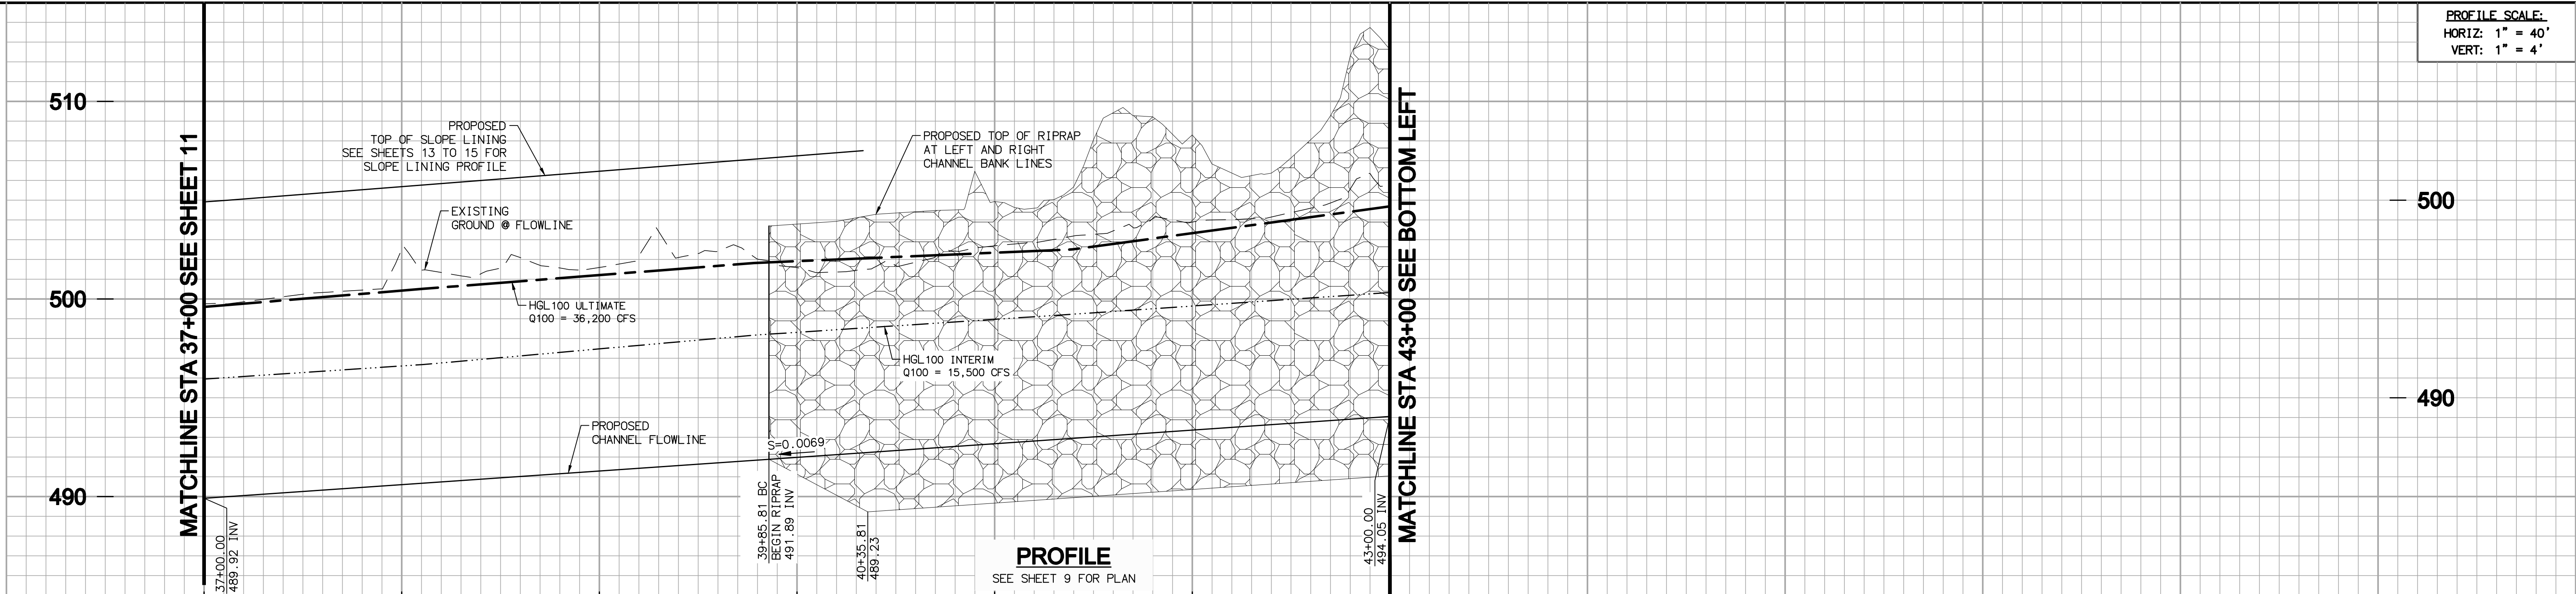 PROFILE SCALE:
HORIZ: 1" = 40'
VERT: 1" = 4'
510
500
490
500
490
MATCHLINE STA 37+00 SEE SHEET 11
PROPOSED
TOP OF SLOPE LINING
SEE SHEETS 13 TO 15 FOR
SLOPE LINING PROFILE
EXISTING
GROUND @ FLOWLINE
HGL100 ULTIMATE
Q100 = 36,200 CFS
PROPOSED TOP OF RIPRAP
AT LEFT AND RIGHT
CHANNEL BANK LINES
HGL100 INTERIM
Q100 = 15,500 CFS
PROPOSED
CHANNEL FLOWLINE
S=0.0069
37+00.00
489.92 INV
39+85.81 BC
BEGIN RIPRAP
491.89 INV
40+35.81
489.23
43+00.00
494.05 INV
MATCHLINE STA 43+00 SEE BOTTOM LEFT
PROFILE
SEE SHEET 9 FOR PLAN